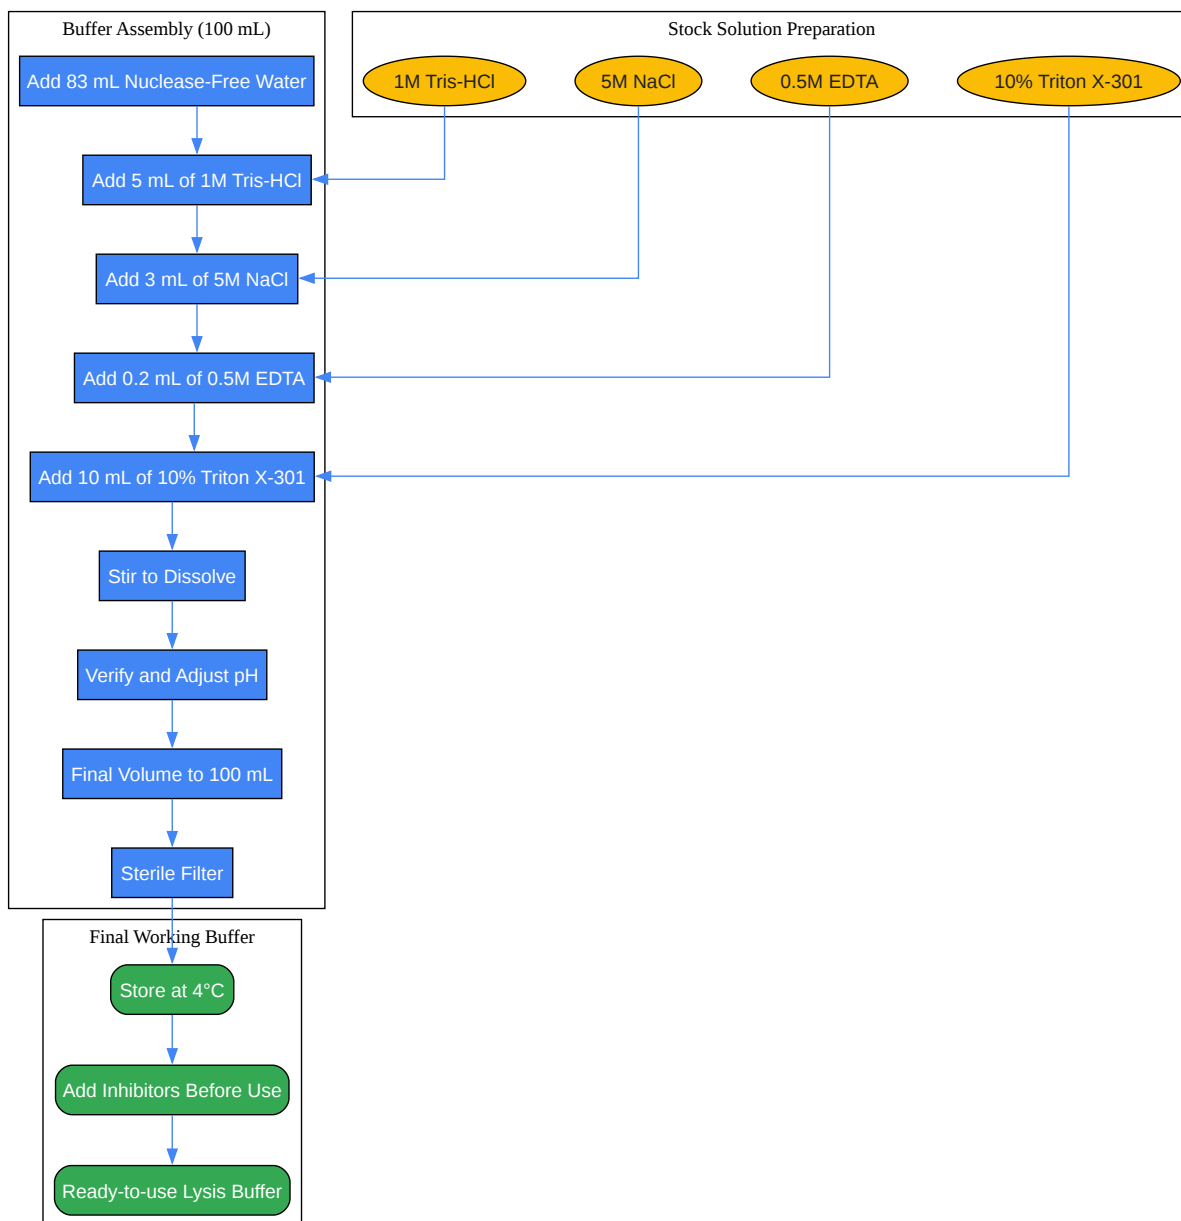 Buffer Assembly (100 mL)
Add 83 mL Nuclease-Free Water
Add 5 mL of 1M Tris-HCl
Add 3 mL of 5M NaCl
Add 0.2 mL of 0.5M EDTA
Add 10 mL of 10% Triton X-301
Stir to Dissolve
Verify and Adjust pH
Final Volume to 100 mL
Sterile Filter
Stock Solution Preparation
1M Tris-HCl
5M NaCl
0.5M EDTA
10% Triton X-301
Final Working Buffer
Store at 4°C
Add Inhibitors Before Use
Ready-to-use Lysis Buffer